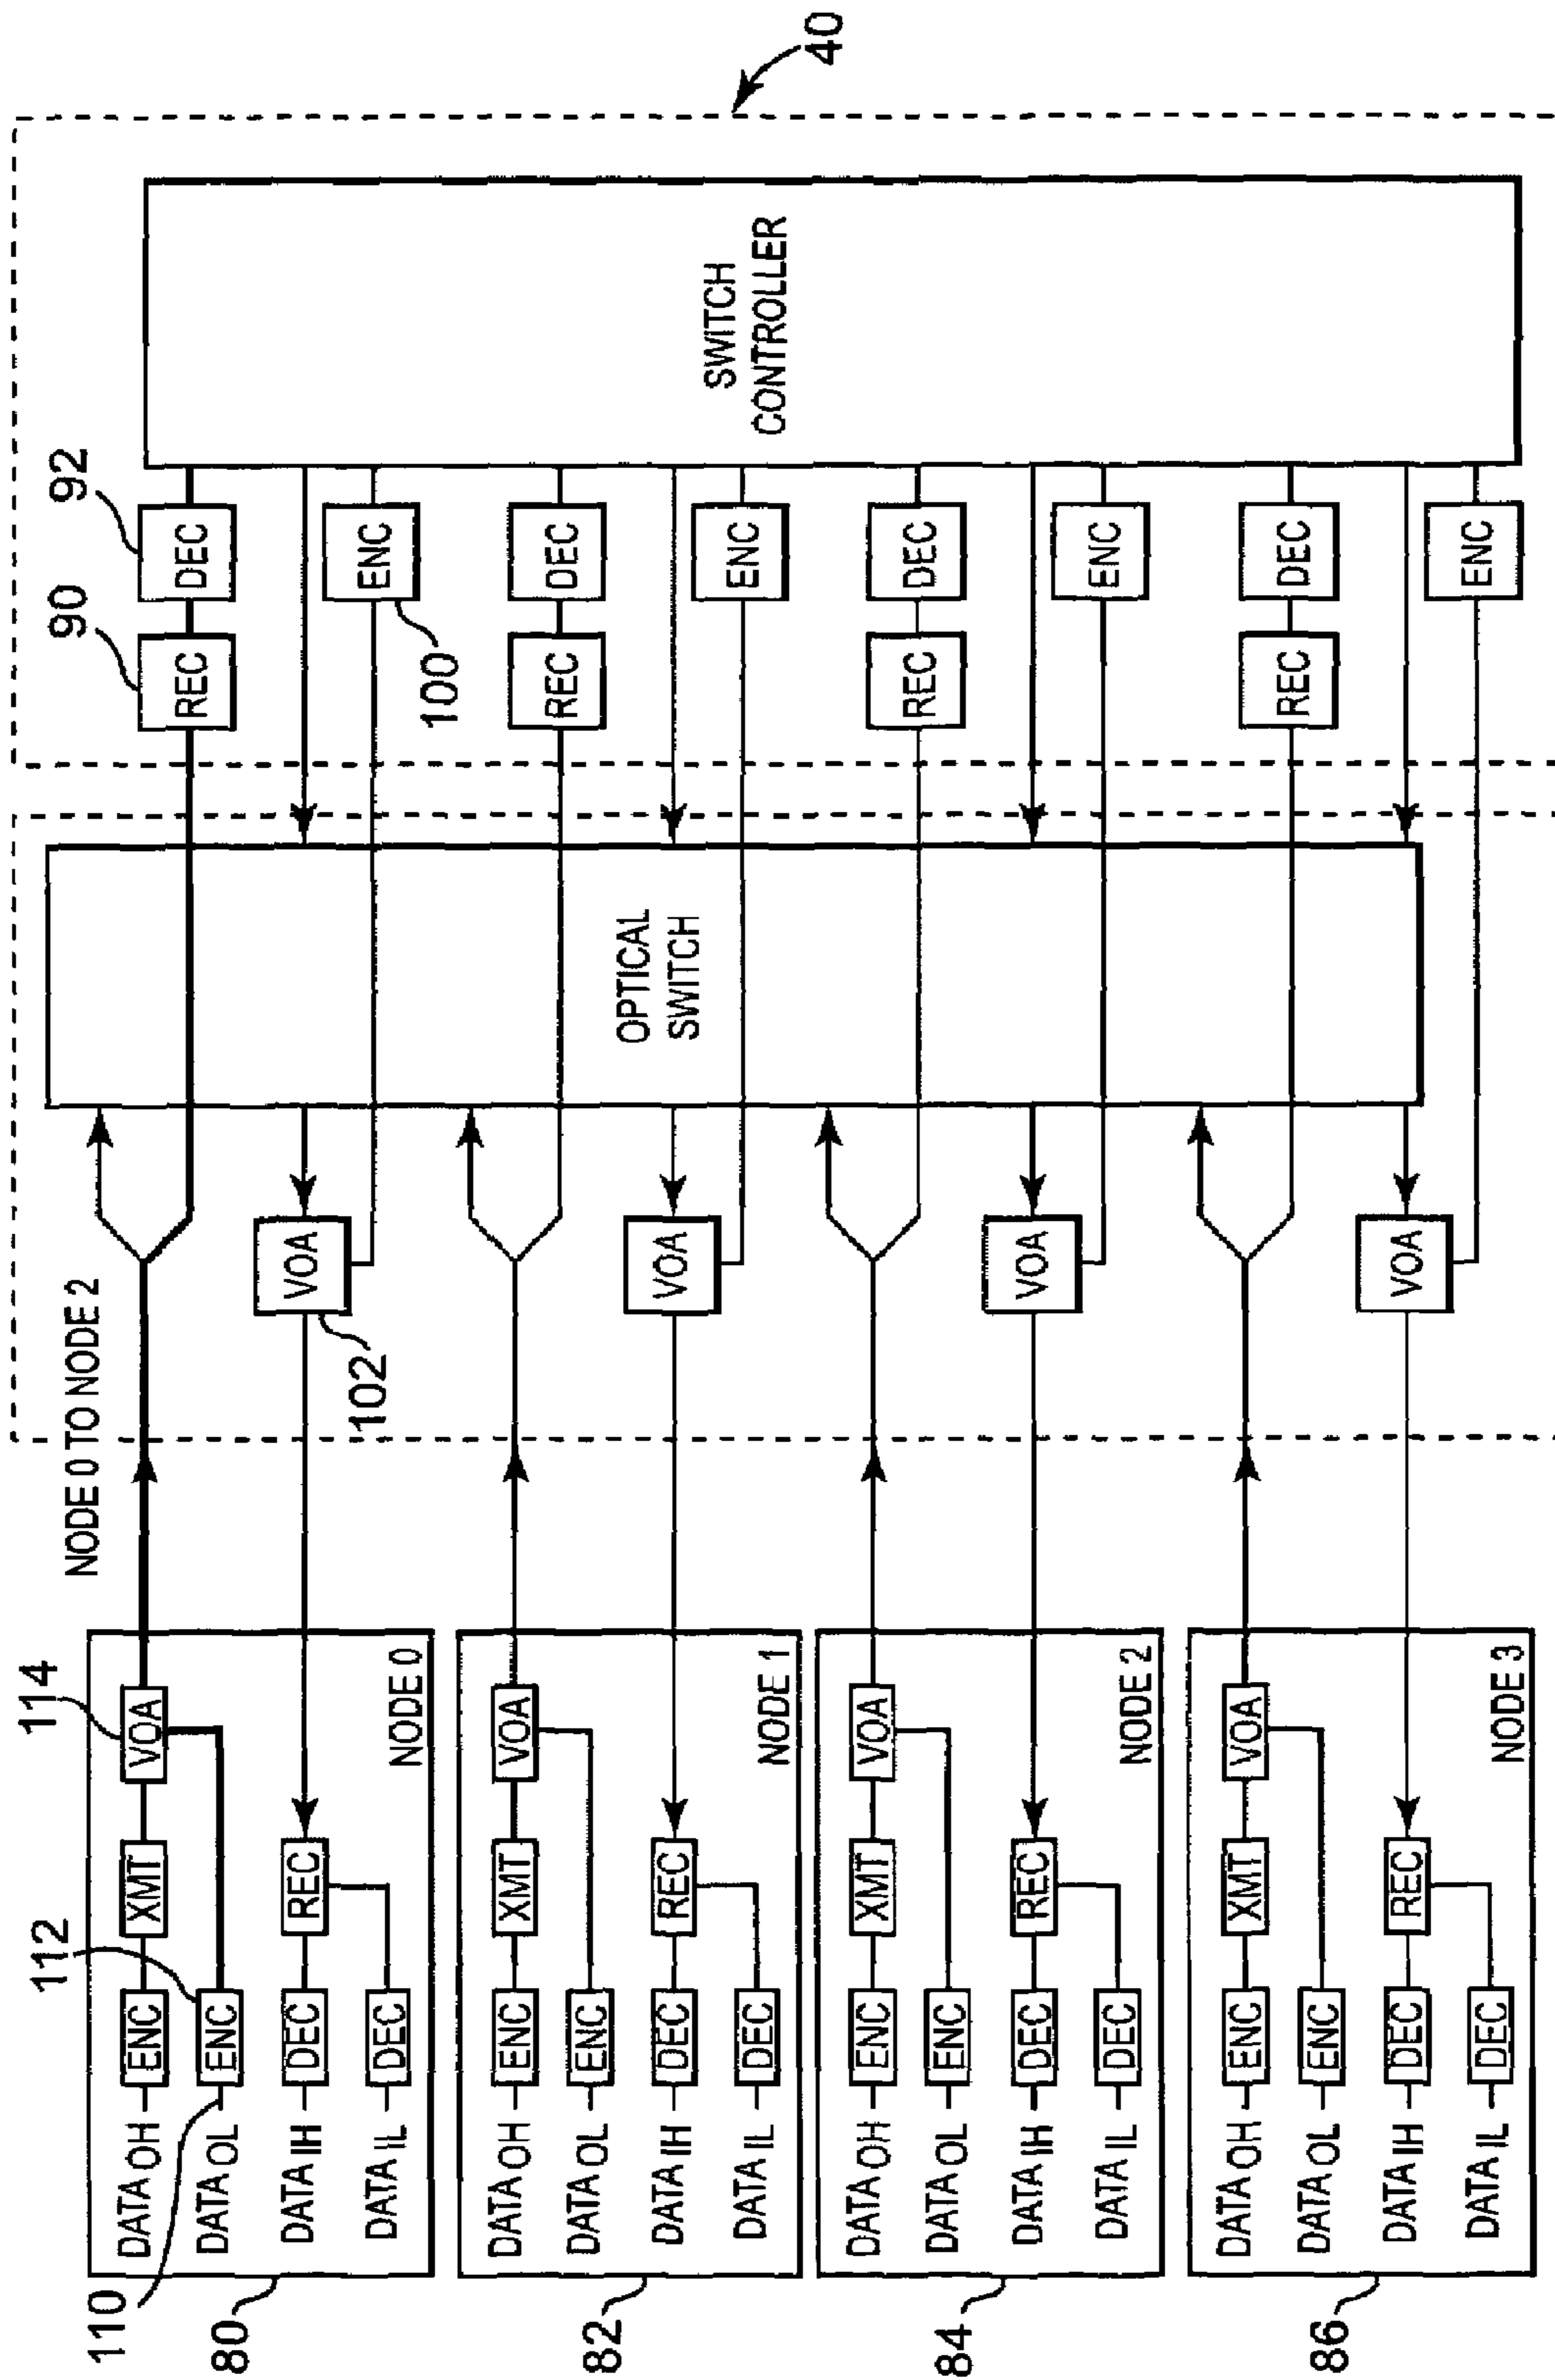 40
SWITCH
CONTROLLER
92
90
DEC
REC
ENC
100
DEC
REC
ENC
DEC
REC
ENC
DEC
REC
ENC
OPTICAL
SWITCH
NODE 0 TO NODE 2
VOA
102
VOA
VOA
VOA
114
112
110
80
DATA OH
ENC
XMT
VOA
DATA OL
ENC
DATA IH
DEC
REC
DATA IL
DEC
NODE 0
82
DATA OH
ENC
XMT
VOA
DATA OL
ENC
DATA IH
DEC
REC
DATA IL
DEC
NODE 1
84
DATA OH
ENC
XMT
VOA
DATA OL
ENC
DATA IH
DEC
REC
DATA IL
DEC
NODE 2
86
DATA OH
ENC
XMT
VOA
DATA OL
ENC
DATA IH
DEC
REC
DATA IL
DEC
NODE 3